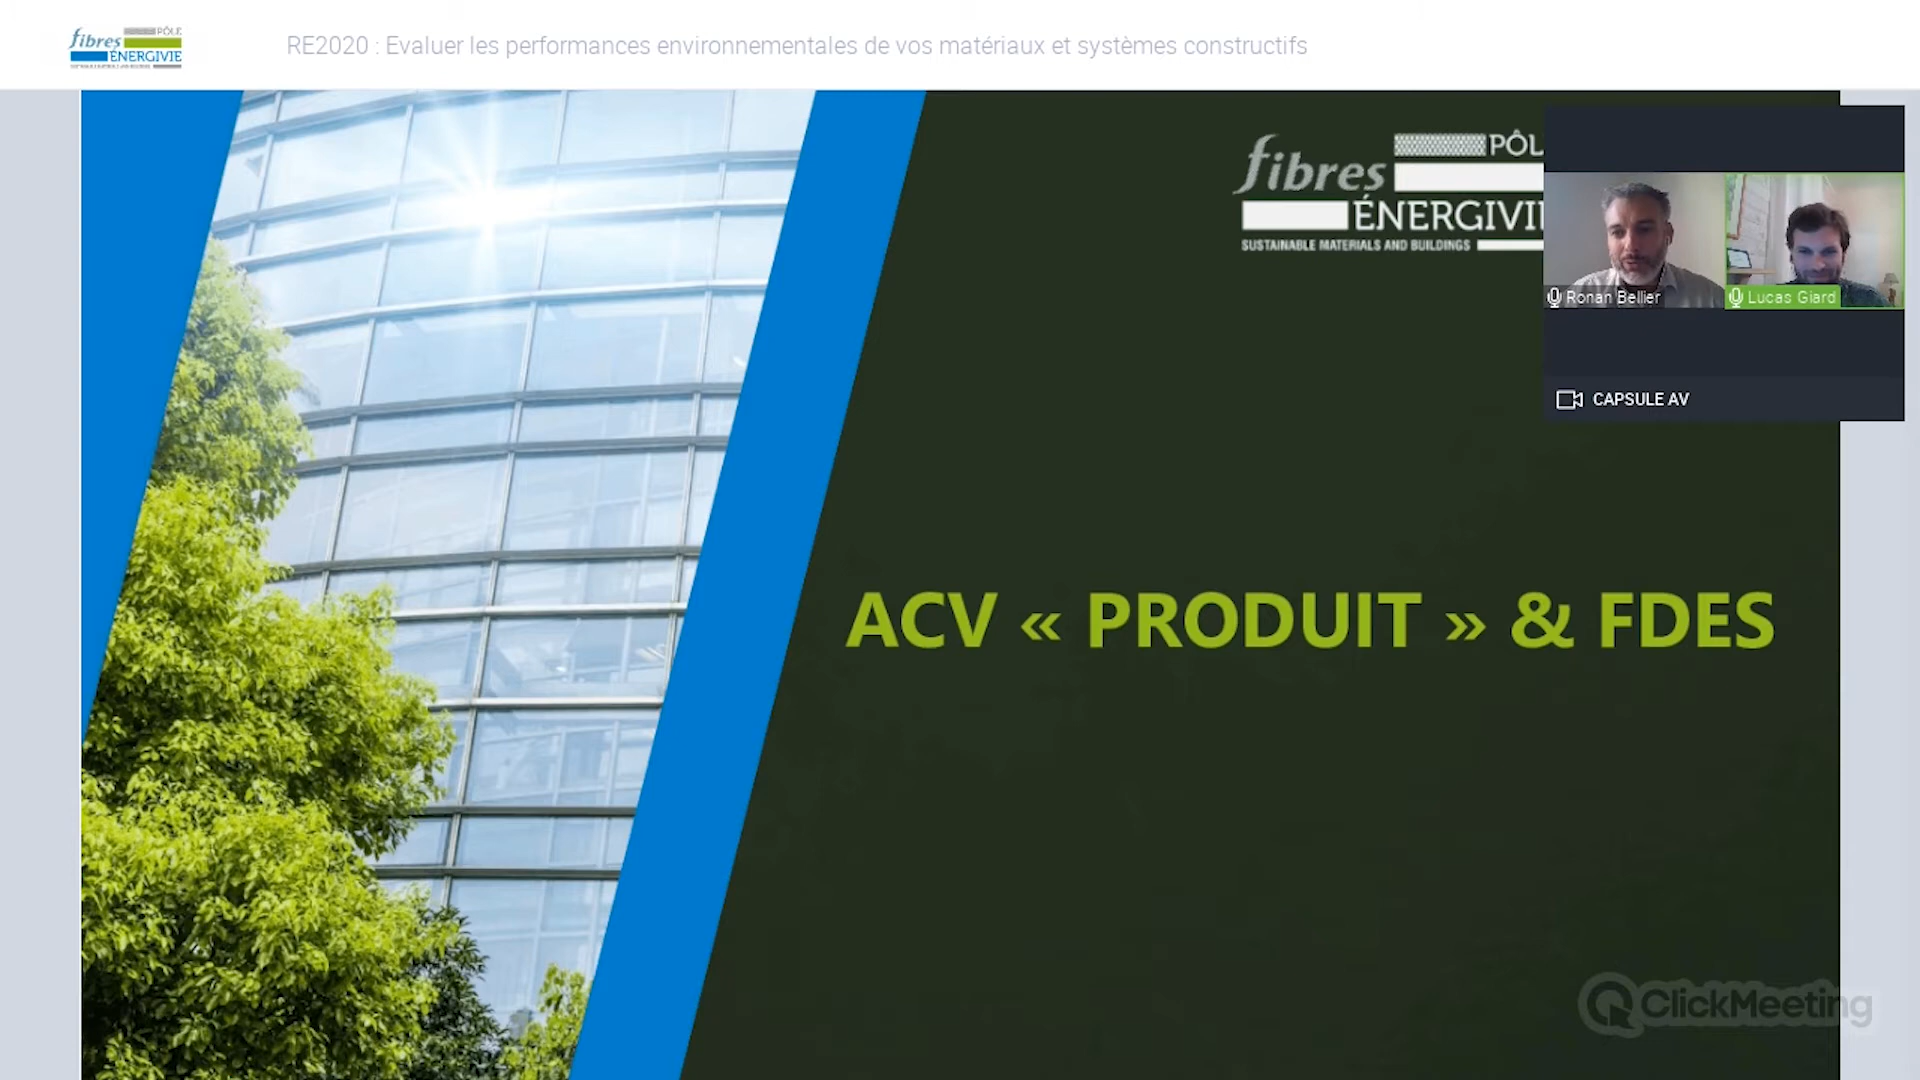 fibres PÔLE
ÉNERGIVIE
RE2020 : Evaluer les performances environnementales de vos matériaux et systèmes constructifs
fibres PÔL
ÉNERGIVI
SUSTAINABLE MATERIALS AND BUILDINGS
Ronan Bellier
Lucas Giard
CAPSULE AV
ACV « PRODUIT » & FDES
ClickMeeting